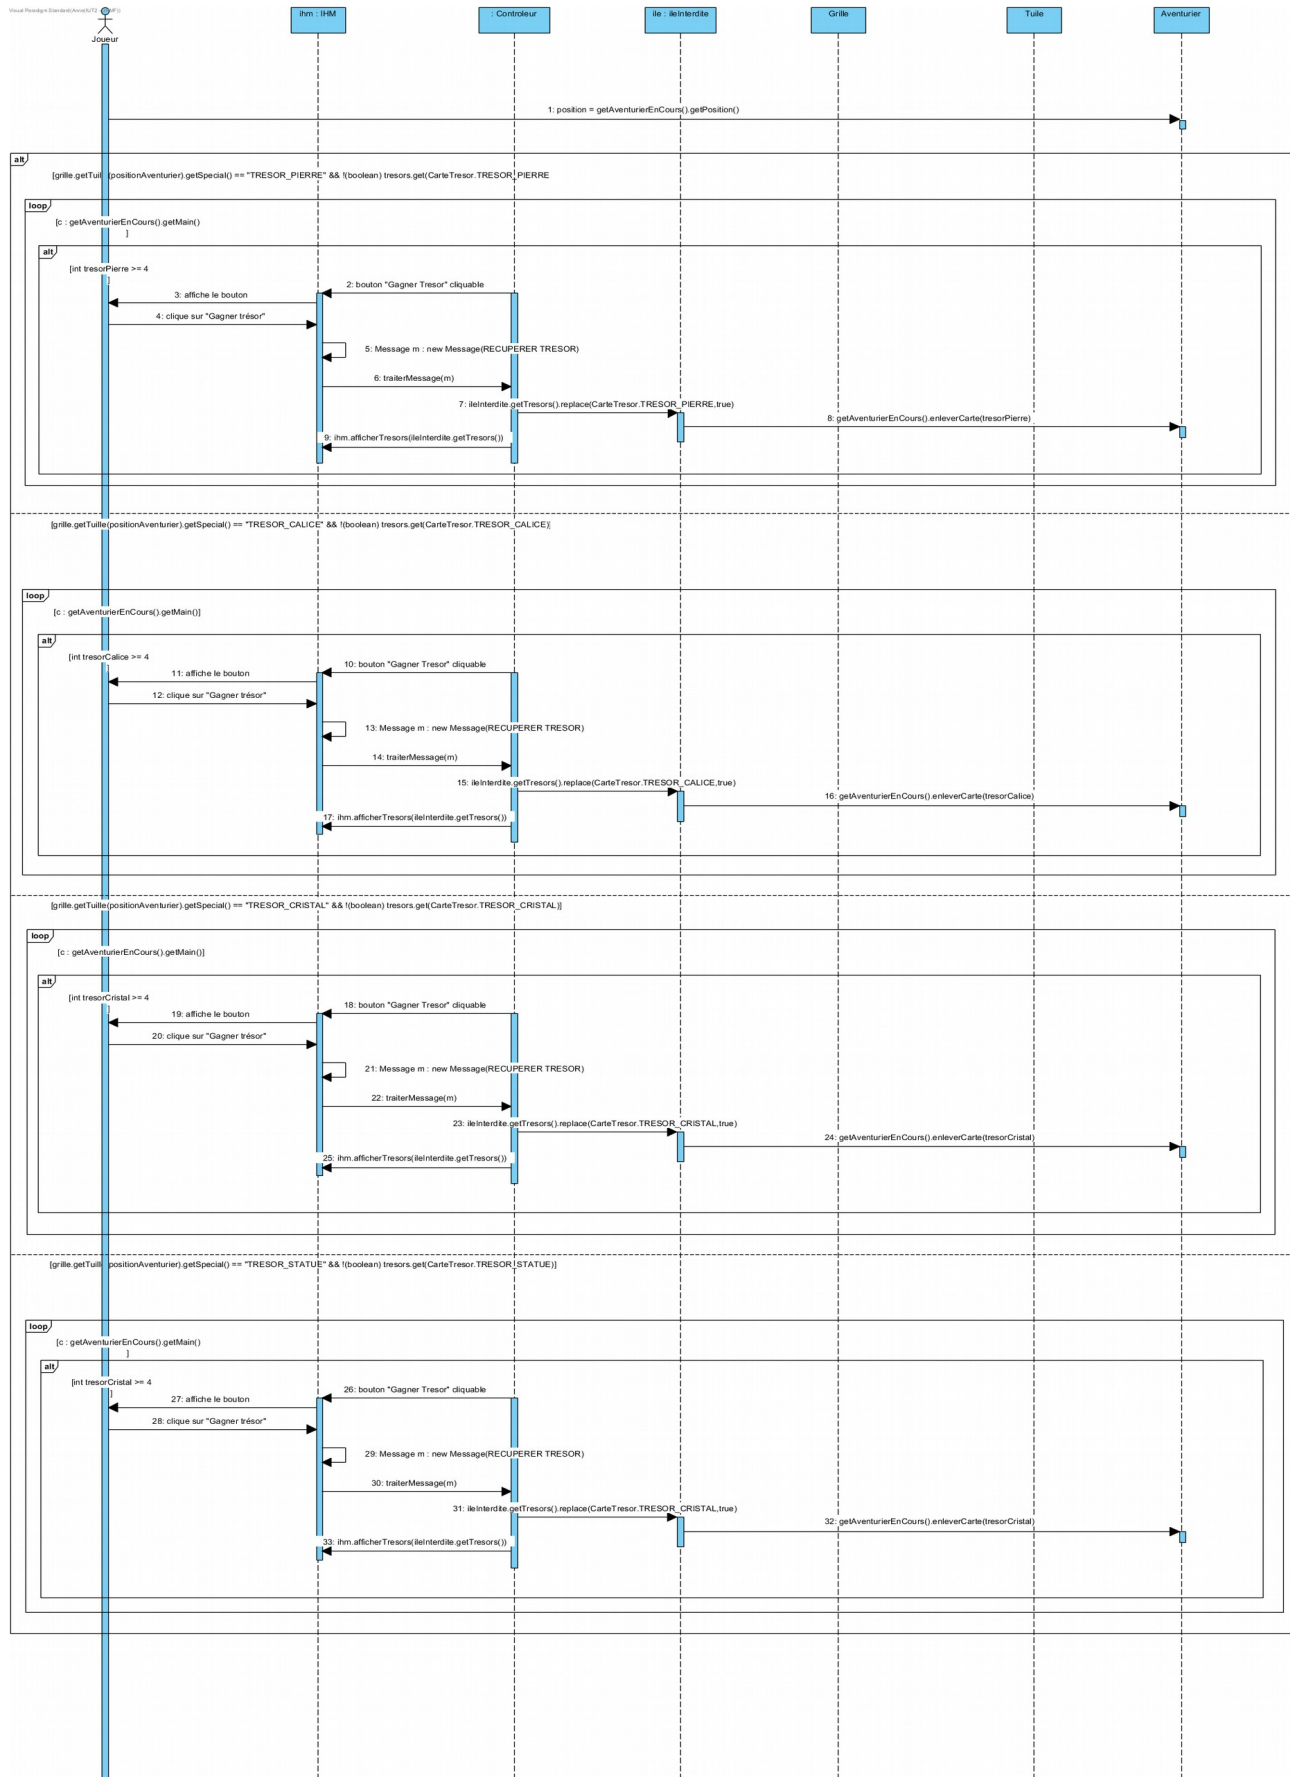 Visual Paradigm Standard(Anne(IUT2
Joueur
ihm : IHM
: Controleur
ile : ileInterdite
Grille
Tuile
Aventurier
1: position = getAventurierEnCours().getPosition()
alt
[grille.getTuill (positionAventurier).getSpecial() == "TRESOR_PIERRE" && !(boolean) tresors.get(CarteTresor.TRESOR_PIERRE
loop
[c : getAventurierEnCours().getMain()
]
alt
[int tresorPierre >= 4
]
2: bouton "Gagner Tresor" cliquable
3: affiche le bouton
4: clique sur "Gagner trésor"
5: Message m : new Message(RECUPERER TRESOR)
6: traiterMessage(m)
7: ileInterdite.getTresors().replace(CarteTresor.TRESOR_PIERRE,true)
8: getAventurierEnCours().enleverCarte(tresorPierre)
9: ihm.afficherTresors(ileInterdite.getTresors())
[grille.getTuille(positionAventurier).getSpecial() == "TRESOR_CALICE" && !(boolean) tresors.get(CarteTresor.TRESOR_CALICE)]
loop
[c : getAventurierEnCours().getMain()]
alt
[int tresorCalice >= 4
]
10: bouton "Gagner Tresor" cliquable
11: affiche le bouton
12: clique sur "Gagner trésor"
13: Message m : new Message(RECUPERER TRESOR)
14: traiterMessage(m)
15: ileInterdite.getTresors().replace(CarteTresor.TRESOR_CALICE,true)
16: getAventurierEnCours().enleverCarte(tresorCalice)
17: ihm.afficherTresors(ileInterdite.getTresors())
[grille.getTuille(positionAventurier).getSpecial() == "TRESOR_CRISTAL" && !(boolean) tresors.get(CarteTresor.TRESOR_CRISTAL)]
loop
[c : getAventurierEnCours().getMain()]
alt
[int tresorCristal >= 4
]
18: bouton "Gagner Tresor" cliquable
19: affiche le bouton
20: clique sur "Gagner trésor"
21: Message m : new Message(RECUPERER TRESOR)
22: traiterMessage(m)
23: ileInterdite.getTresors().replace(CarteTresor.TRESOR_CRISTAL,true)
24: getAventurierEnCours().enleverCarte(tresorCristal)
25: ihm.afficherTresors(ileInterdite.getTresors())
[grille.getTuill (positionAventurier).getSpecial() == "TRESOR_STATUE" && !(boolean) tresors.get(CarteTresor.TRESOR_STATUE)]
loop
[c : getAventurierEnCours().getMain()
]
alt
[int tresorCristal >= 4
]
26: bouton "Gagner Tresor" cliquable
27: affiche le bouton
28: clique sur "Gagner trésor"
29: Message m : new Message(RECUPERER TRESOR)
30: traiterMessage(m)
31: ileInterdite.getTresors().replace(CarteTresor.TRESOR_CRISTAL,true)
32: getAventurierEnCours().enleverCarte(tresorCristal)
33: ihm.afficherTresors(ileInterdite.getTresors())